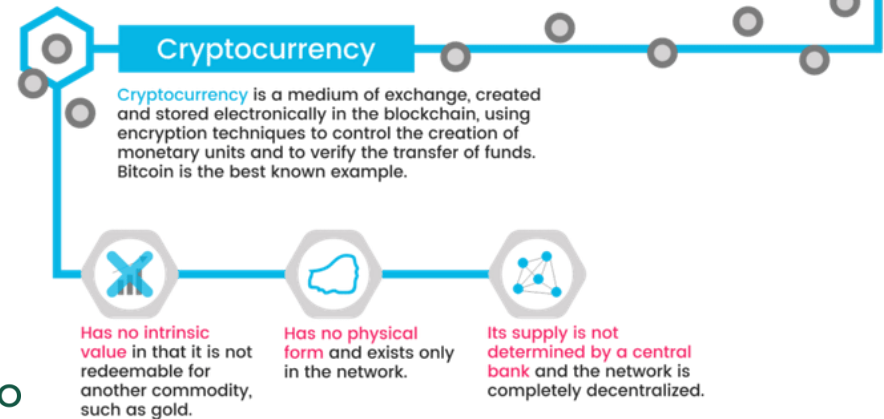 Cryptocurrency
Cryptocurrency is a medium of exchange, created
and stored electronically in the blockchain, using
encryption techniques to control the creation of
monetary units and to verify the transfer of funds.
Bitcoin is the best known example.
Has no intrinsic
value in that it is not
redeemable for
another commodity,
such as gold.
Has no physical
form and exists only
in the network.
Its supply is not
determined by a central
bank and the network is
completely decentralized.